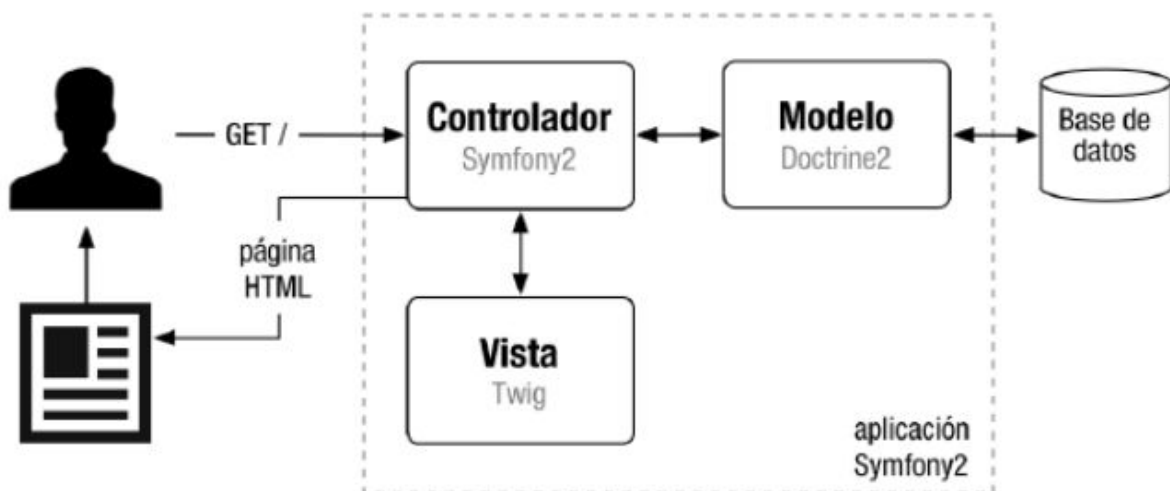 GET /
Controlador
Symfony2
Modelo
Doctrine2
Base de
datos
página
HTML
Vista
Twig
aplicación
Symfony2